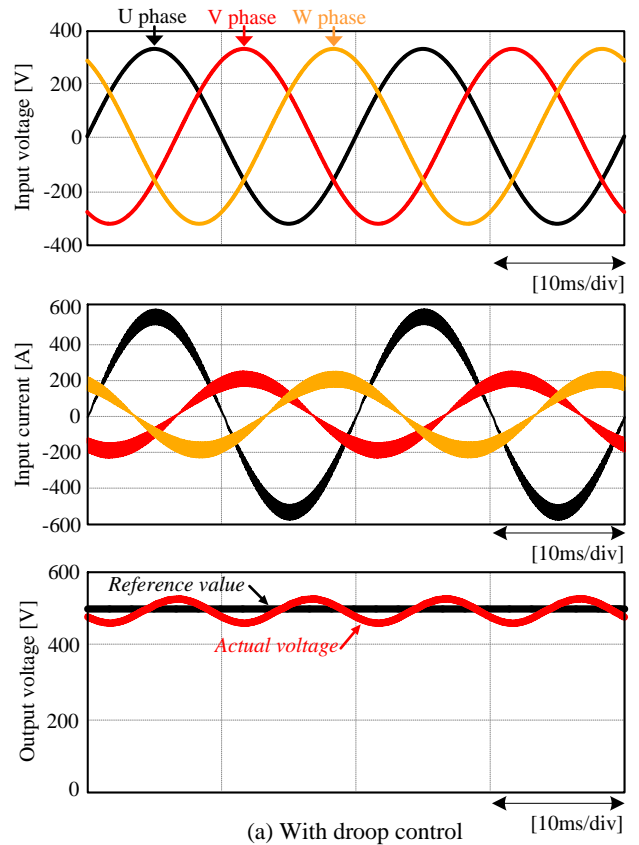 U phase V phase W phase
Input voltage [V]
400
200
0
-200
-400
[10ms/div]
Input current [A]
600
400
200
0
-200
-400
-600
[10ms/div]
Output voltage [V]
600
400
200
0
Reference value
Actual voltage
[10ms/div]
(a) With droop control